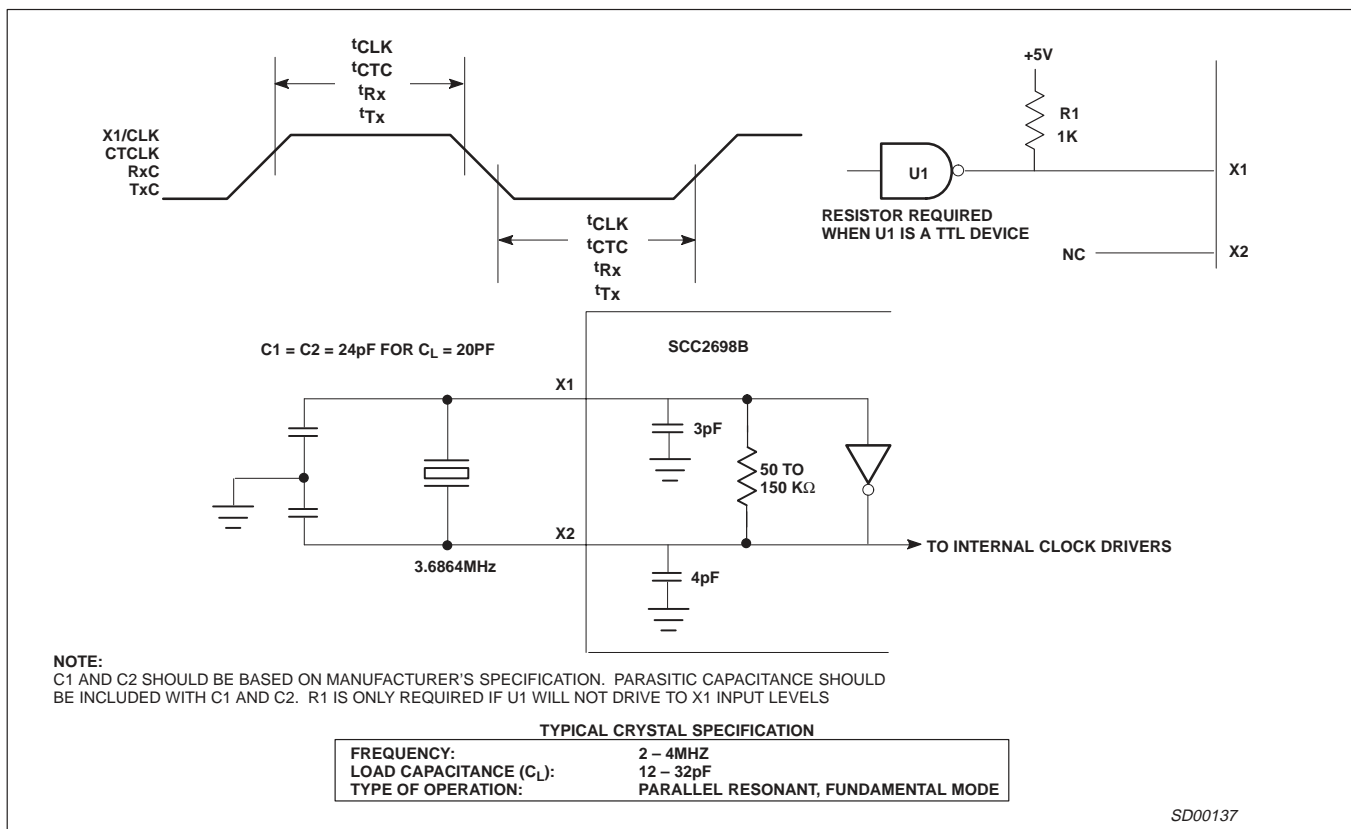 tCLK
tCTC
tRx
tTx
X1/CLK
CTCLK
RxC
TxC
tCLK
tCTC
tRx
tTx
+5V
R1
1K
U1
X1
RESISTOR REQUIRED
WHEN U1 IS A TTL DEVICE
NC
X2
C1 = C2 = 24pF FOR CL = 20PF
SCC2698B
X1
3pF
50 TO
150 KΩ
X2
TO INTERNAL CLOCK DRIVERS
3.6864MHz
4pF
NOTE:
C1 AND C2 SHOULD BE BASED ON MANUFACTURER'S SPECIFICATION. PARASITIC CAPACITANCE SHOULD
BE INCLUDED WITH C1 AND C2. R1 IS ONLY REQUIRED IF U1 WILL NOT DRIVE TO X1 INPUT LEVELS
TYPICAL CRYSTAL SPECIFICATION
FREQUENCY: 2 – 4MHZ
LOAD CAPACITANCE (CL): 12 – 32pF
TYPE OF OPERATION: PARALLEL RESONANT, FUNDAMENTAL MODE
SD00137